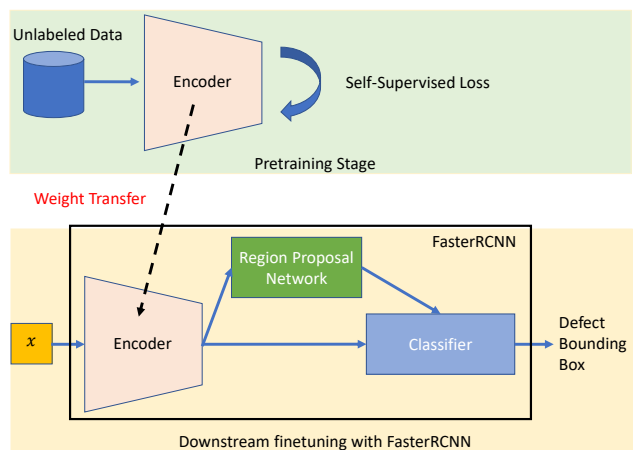 Unlabeled Data
Encoder
Self-Supervised Loss
Pretraining Stage
Weight Transfer
FasterRCNN
Region Proposal
Network
x
Encoder
Classifier
Defect
Bounding
Box
Downstream finetuning with FasterRCNN